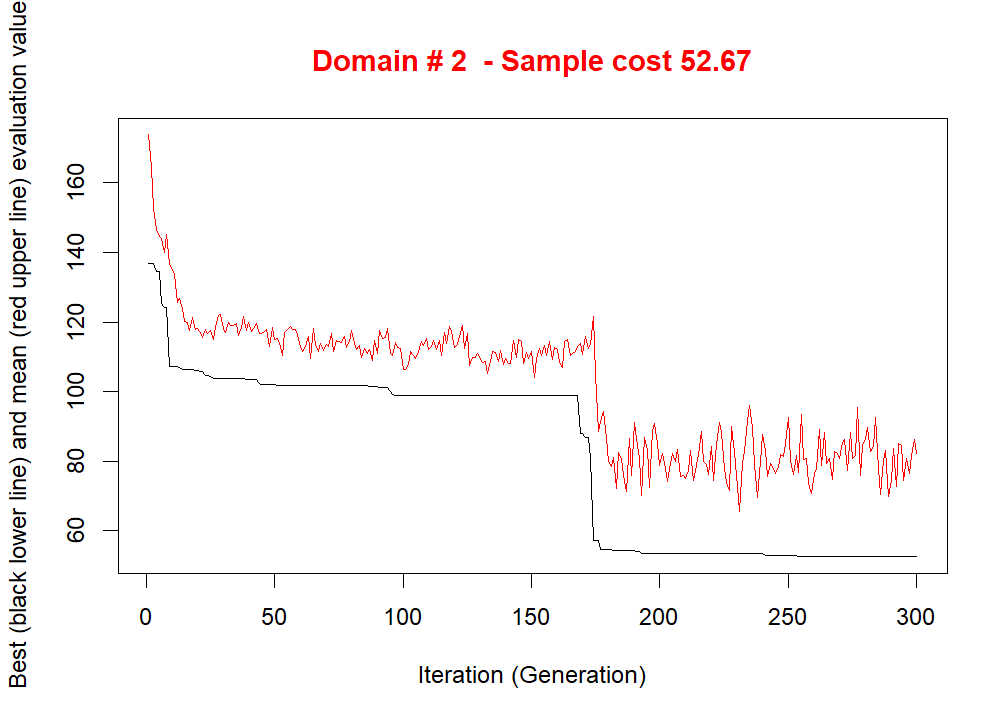 Domain # 2  - Sample cost 52.67
Best (black lower line) and mean (red upper line) evaluation value
160
140
120
100
80
60
0 50 100 150 200 250 300
Iteration (Generation)